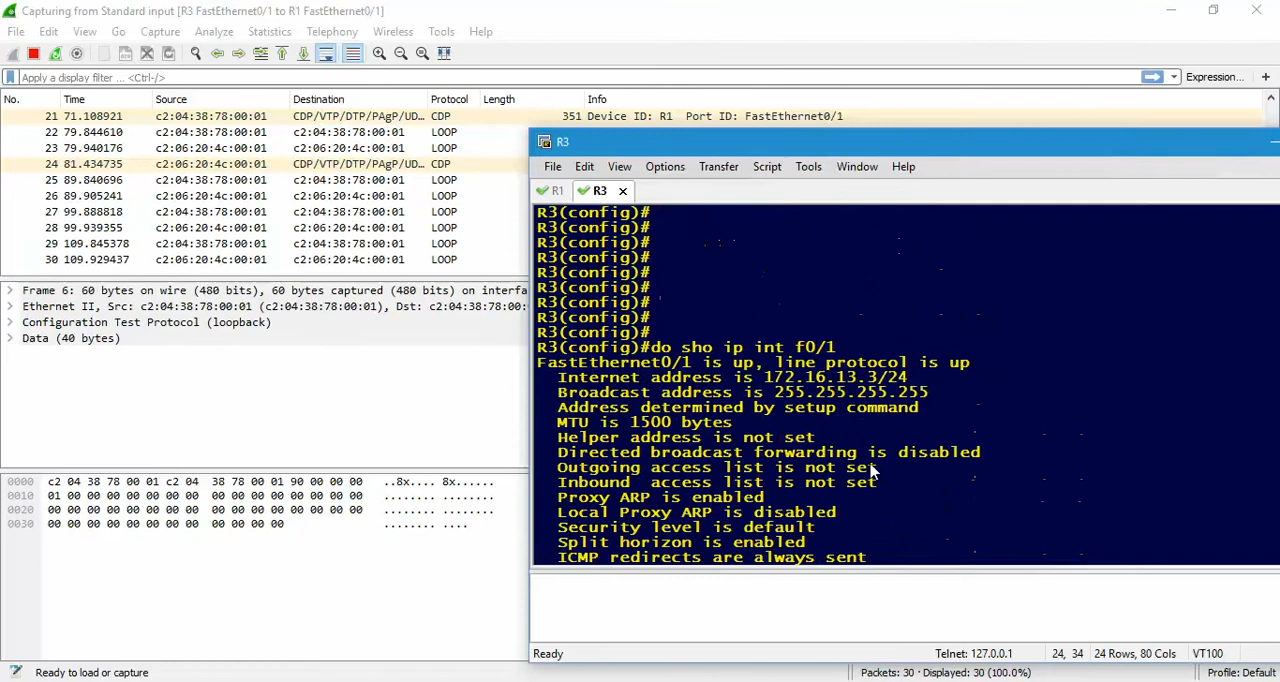 Capturing from Standard input [R3 FastEthernet0/1 to R1 FastEthernet0/1]
File Edit View Go Capture Analyze Statistics Telephony Wireless Tools Help
Apply a display filter ... <Ctrl-/>
Expression... +
No. Time Source Destination Protocol Length Info
21 71.108921 c2:04:38:78:00:01 CDP/VTP/DTP/PAgP/UD... CDP 351 Device ID: R1 Port ID: FastEthernet0/1
22 79.844610 c2:04:38:78:00:01 c2:04:38:78:00:01 LOOP
23 79.940176 c2:06:20:4c:00:01 c2:06:20:4c:00:01 LOOP
24 81.434735 c2:06:20:4c:00:01 CDP/VTP/DTP/PAgP/UD... CDP
25 89.840696 c2:04:38:78:00:01 c2:04:38:78:00:01 LOOP
26 89.905241 c2:06:20:4c:00:01 c2:06:20:4c:00:01 LOOP
27 99.888818 c2:04:38:78:00:01 c2:04:38:78:00:01 LOOP
28 99.939355 c2:06:20:4c:00:01 c2:06:20:4c:00:01 LOOP
29 109.845378 c2:04:38:78:00:01 c2:04:38:78:00:01 LOOP
30 109.929437 c2:06:20:4c:00:01 c2:06:20:4c:00:01 LOOP
Frame 6: 60 bytes on wire (480 bits), 60 bytes captured (480 bits) on interf
Ethernet II, Src: c2:04:38:78:00:01 (c2:04:38:78:00:01), Dst: c2:04:38:78:00:
Configuration Test Protocol (loopback)
Data (40 bytes)
0000 c2 04 38 78 00 01 c2 04 38 78 00 01 90 00 00 00 ..8x.... 8x......
0010 01 00 00 00 00 00 00 00 00 00 00 00 00 00 00 00 ........ ........
0020 00 00 00 00 00 00 00 00 00 00 00 00 00 00 00 00 ........ ........
0030 00 00 00 00 00 00 00 00 00 00 00 00 ........ ....
Ready to load or capture
Packets: 30 · Displayed: 30 (100.0%)
Profile: Default
R3
File Edit View Options Transfer Script Tools Window Help
R1 R3
R3(config)#
R3(config)#
R3(config)#
R3(config)#
R3(config)#
R3(config)#
R3(config)#
R3(config)#
R3(config)#
R3(config)#do sho ip int f0/1
FastEthernet0/1 is up, line protocol is up
Internet address is 172.16.13.3/24
Broadcast address is 255.255.255.255
Address determined by setup command
MTU is 1500 bytes
Helper address is not set
Directed broadcast forwarding is disabled
Outgoing access list is not set
Inbound access list is not set
Proxy ARP is enabled
Local Proxy ARP is disabled
Security level is default
Split horizon is enabled
ICMP redirects are always sent
Ready
Telnet: 127.0.0.1
24, 34
24 Rows, 80 Cols
VT100